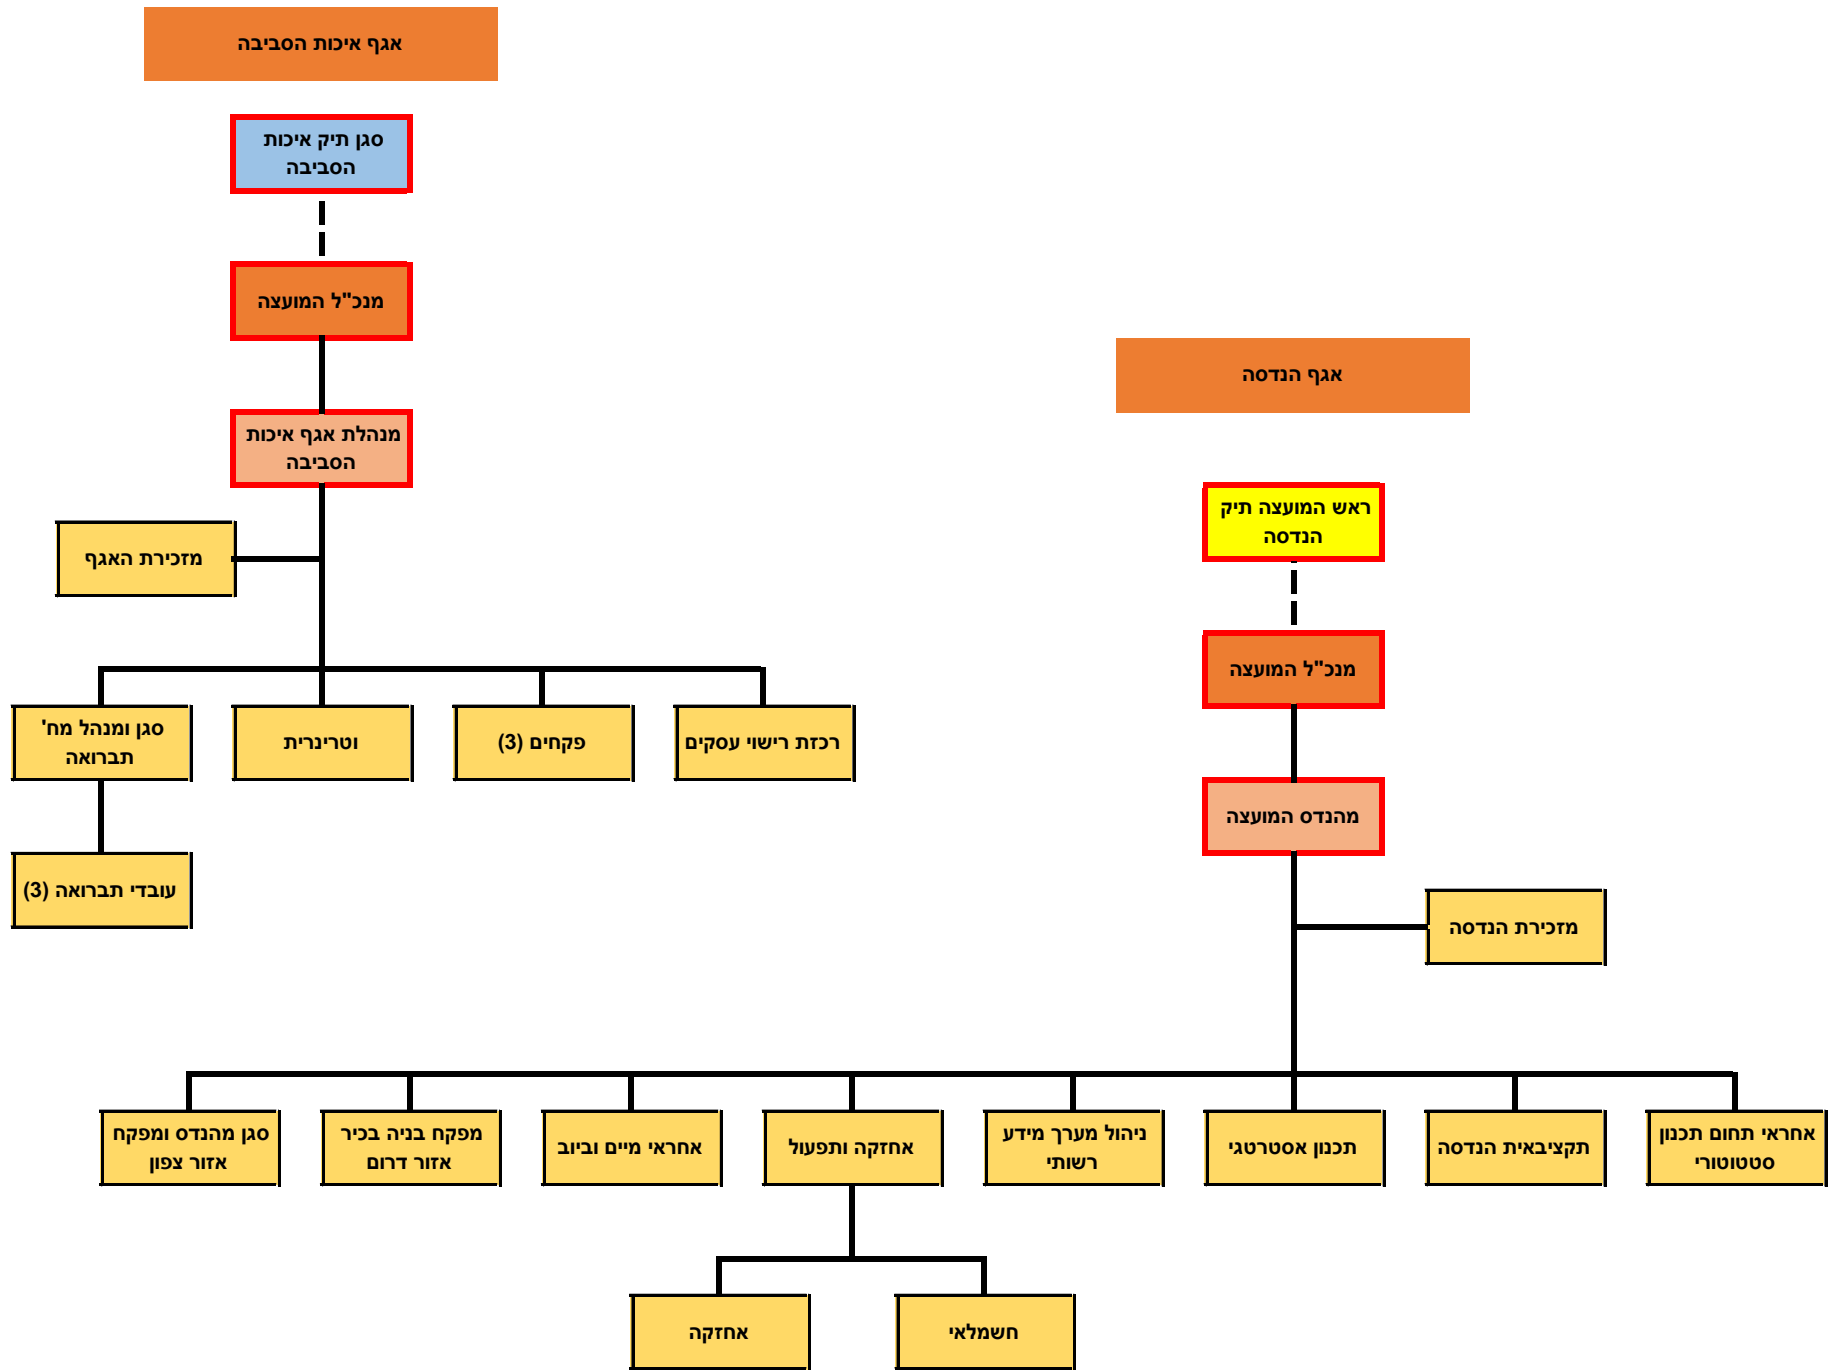 אגף איכות הסביבה
סגן תיק איכות
הסביבה
מנכ"ל המועצה
מנהלת אגף איכות
הסביבה
מזכירת האגף
רכזת רישוי עסקים
פקחים (3)
וטרינרית
סגן ומנהל מח'
תברואה
עובדי תברואה (3)
אגף הנדסה
ראש המועצה תיק
הנדסה
מנכ"ל המועצה
מהנדס המועצה
מזכירת הנדסה
אחראי תחום תכנון
סטטוטורי
תקציבאית הנדסה
תכנון אסטרטגי
ניהול מערך מידע
רשותי
אחזקה ותפעול
אחראי מיים וביוב
מפקח בניה בכיר
אזור דרום
סגן מהנדס ומפקח
אזור צפון
חשמלאי
אחזקה